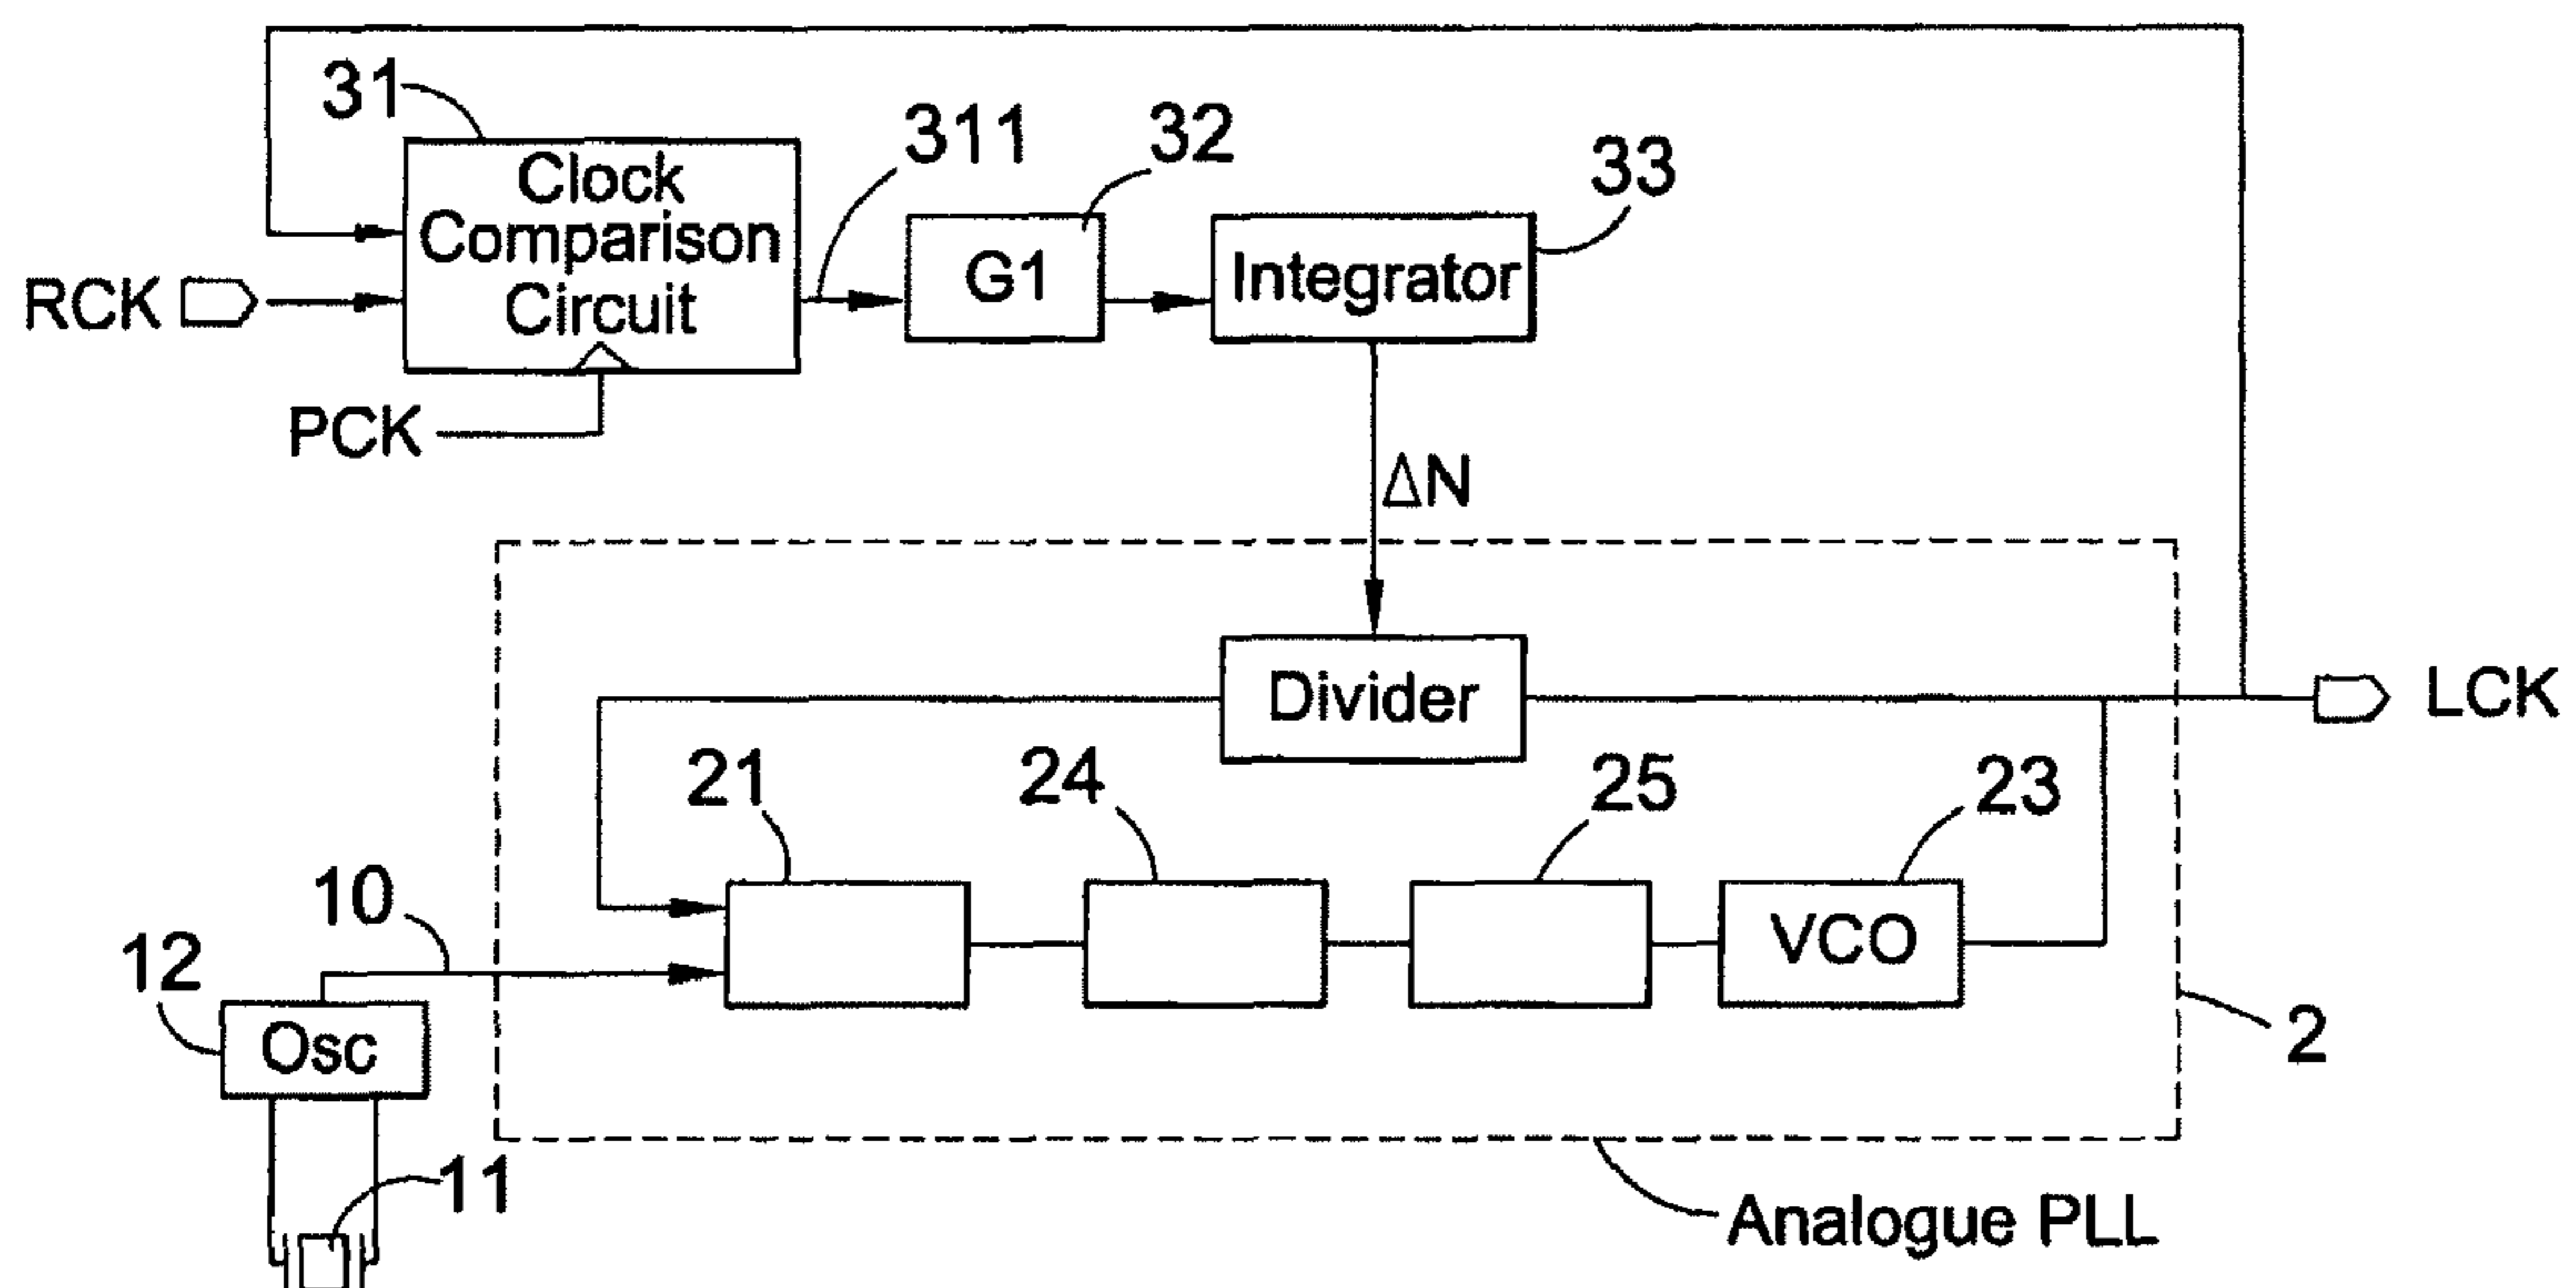 31
Clock
Comparison
Circuit
311
32
G1
33
Integrator
RCK
PCK
ΔN
Divider
LCK
21
24
25
23
VCO
10
12
Osc
2
11
Analogue PLL